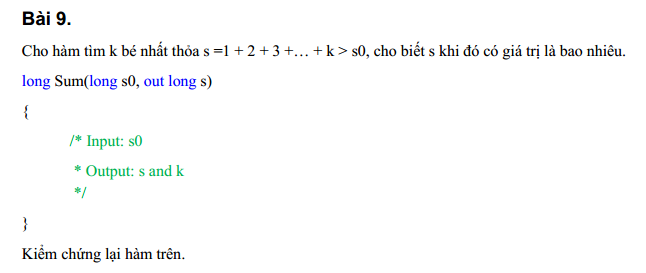 Bài 9.
Cho hàm tìm k bé nhất thỏa s =1 + 2 + 3 +… + k > s0, cho biết s khi đó có giá trị là bao nhiêu.
long Sum(long s0, out long s)
{
/* Input: s0
* Output: s and k
*/
}
Kiểm chứng lại hàm trên.